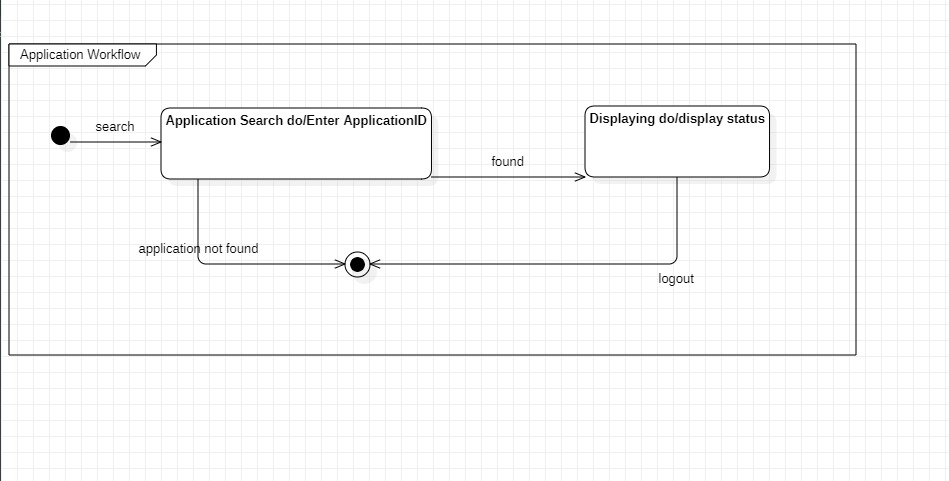 Application Workflow
search
Application Search do/Enter ApplicationID
found
Displaying do/display status
application not found
logout